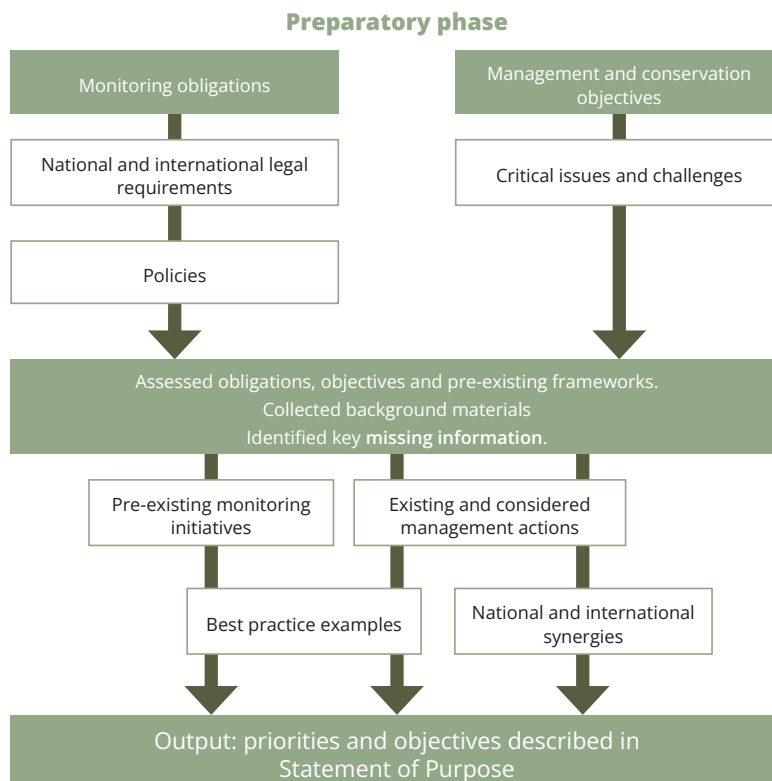 Preparatory phase
Monitoring obligations
Management and conservation
objectives
National and international legal
requirements
Critical issues and challenges
Policies
Assessed obligations, objectives and pre-existing frameworks.
Collected background materials
Identified key missing information.
Pre-existing monitoring
initiatives
Existing and considered
management actions
Best practice examples
National and international
synergies
Output: priorities and objectives described in
Statement of Purpose